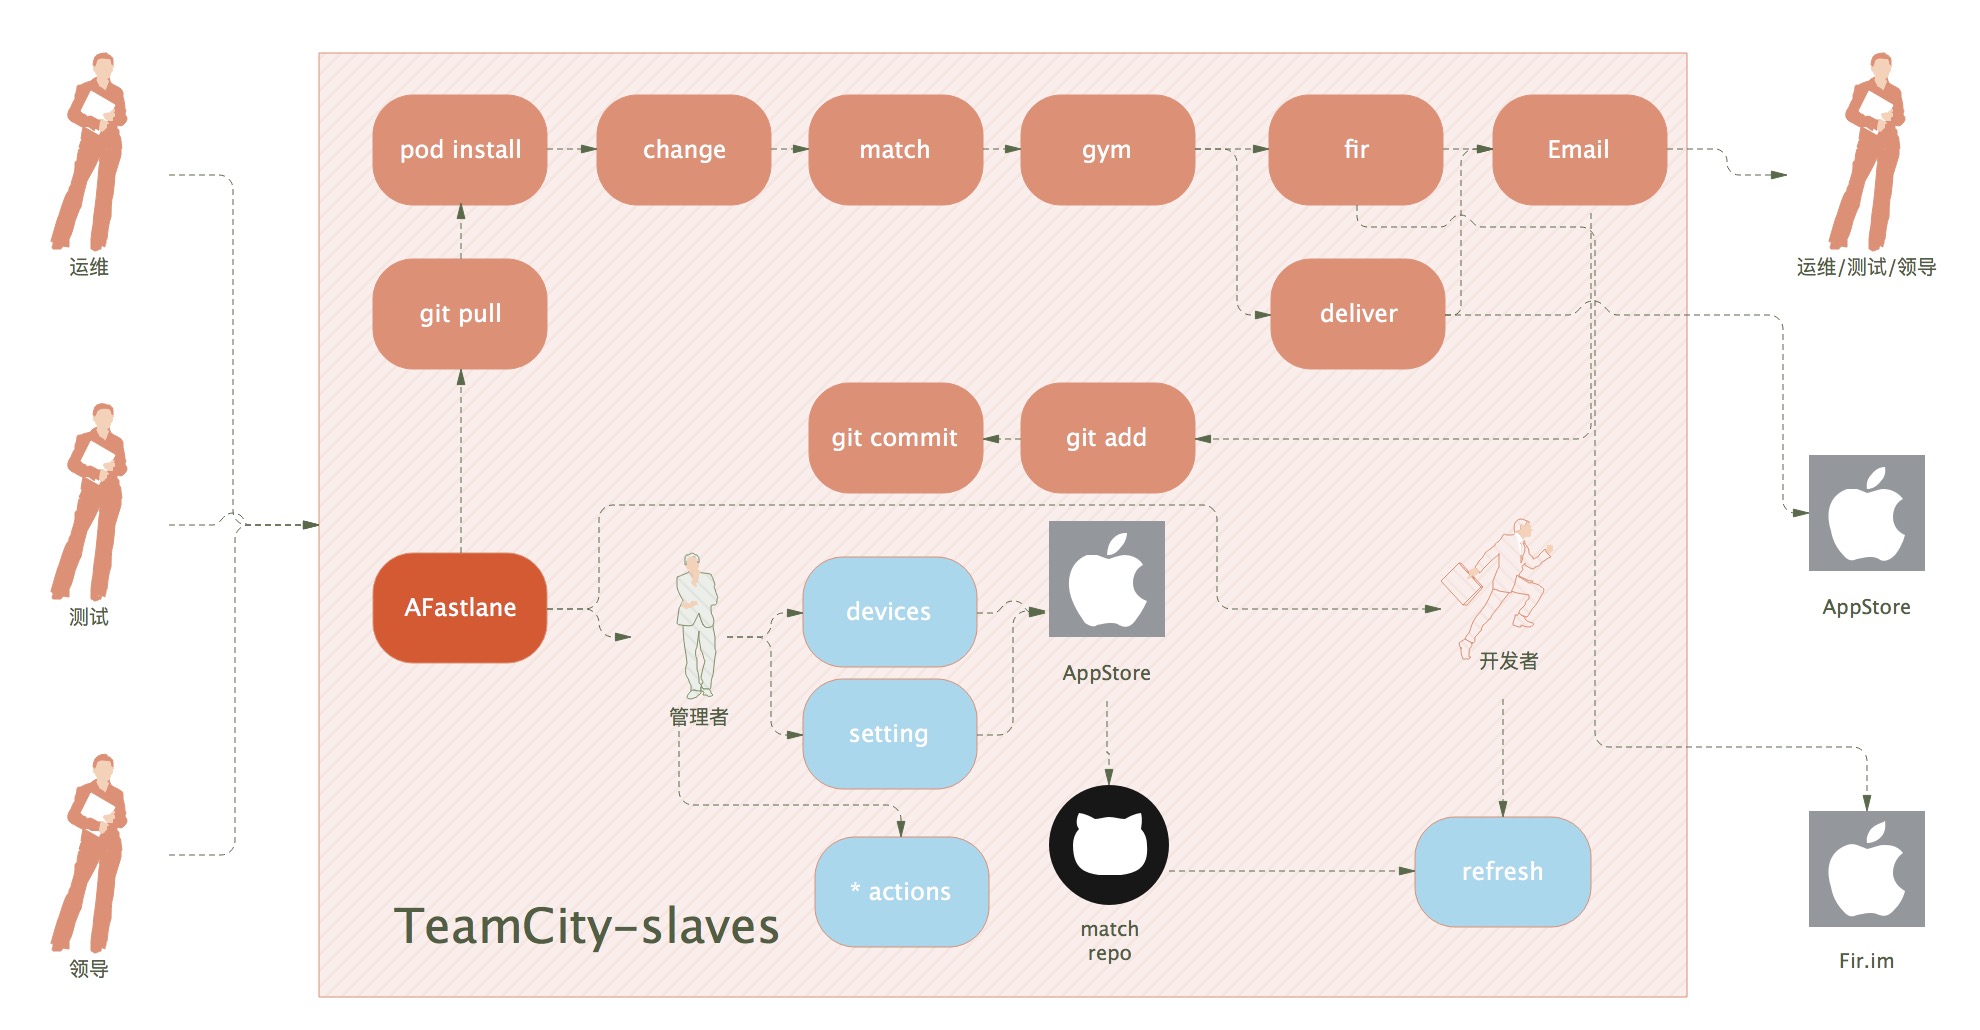 pod install
change
match
gym
fir
Email
运维
运维/测试/领导
git pull
deliver
git commit
git add
测试
AFastlane
devices
AppStore
AppStore
开发者
管理者
setting
* actions
refresh
TeamCity-slaves
match
repo
领导
Fir.im